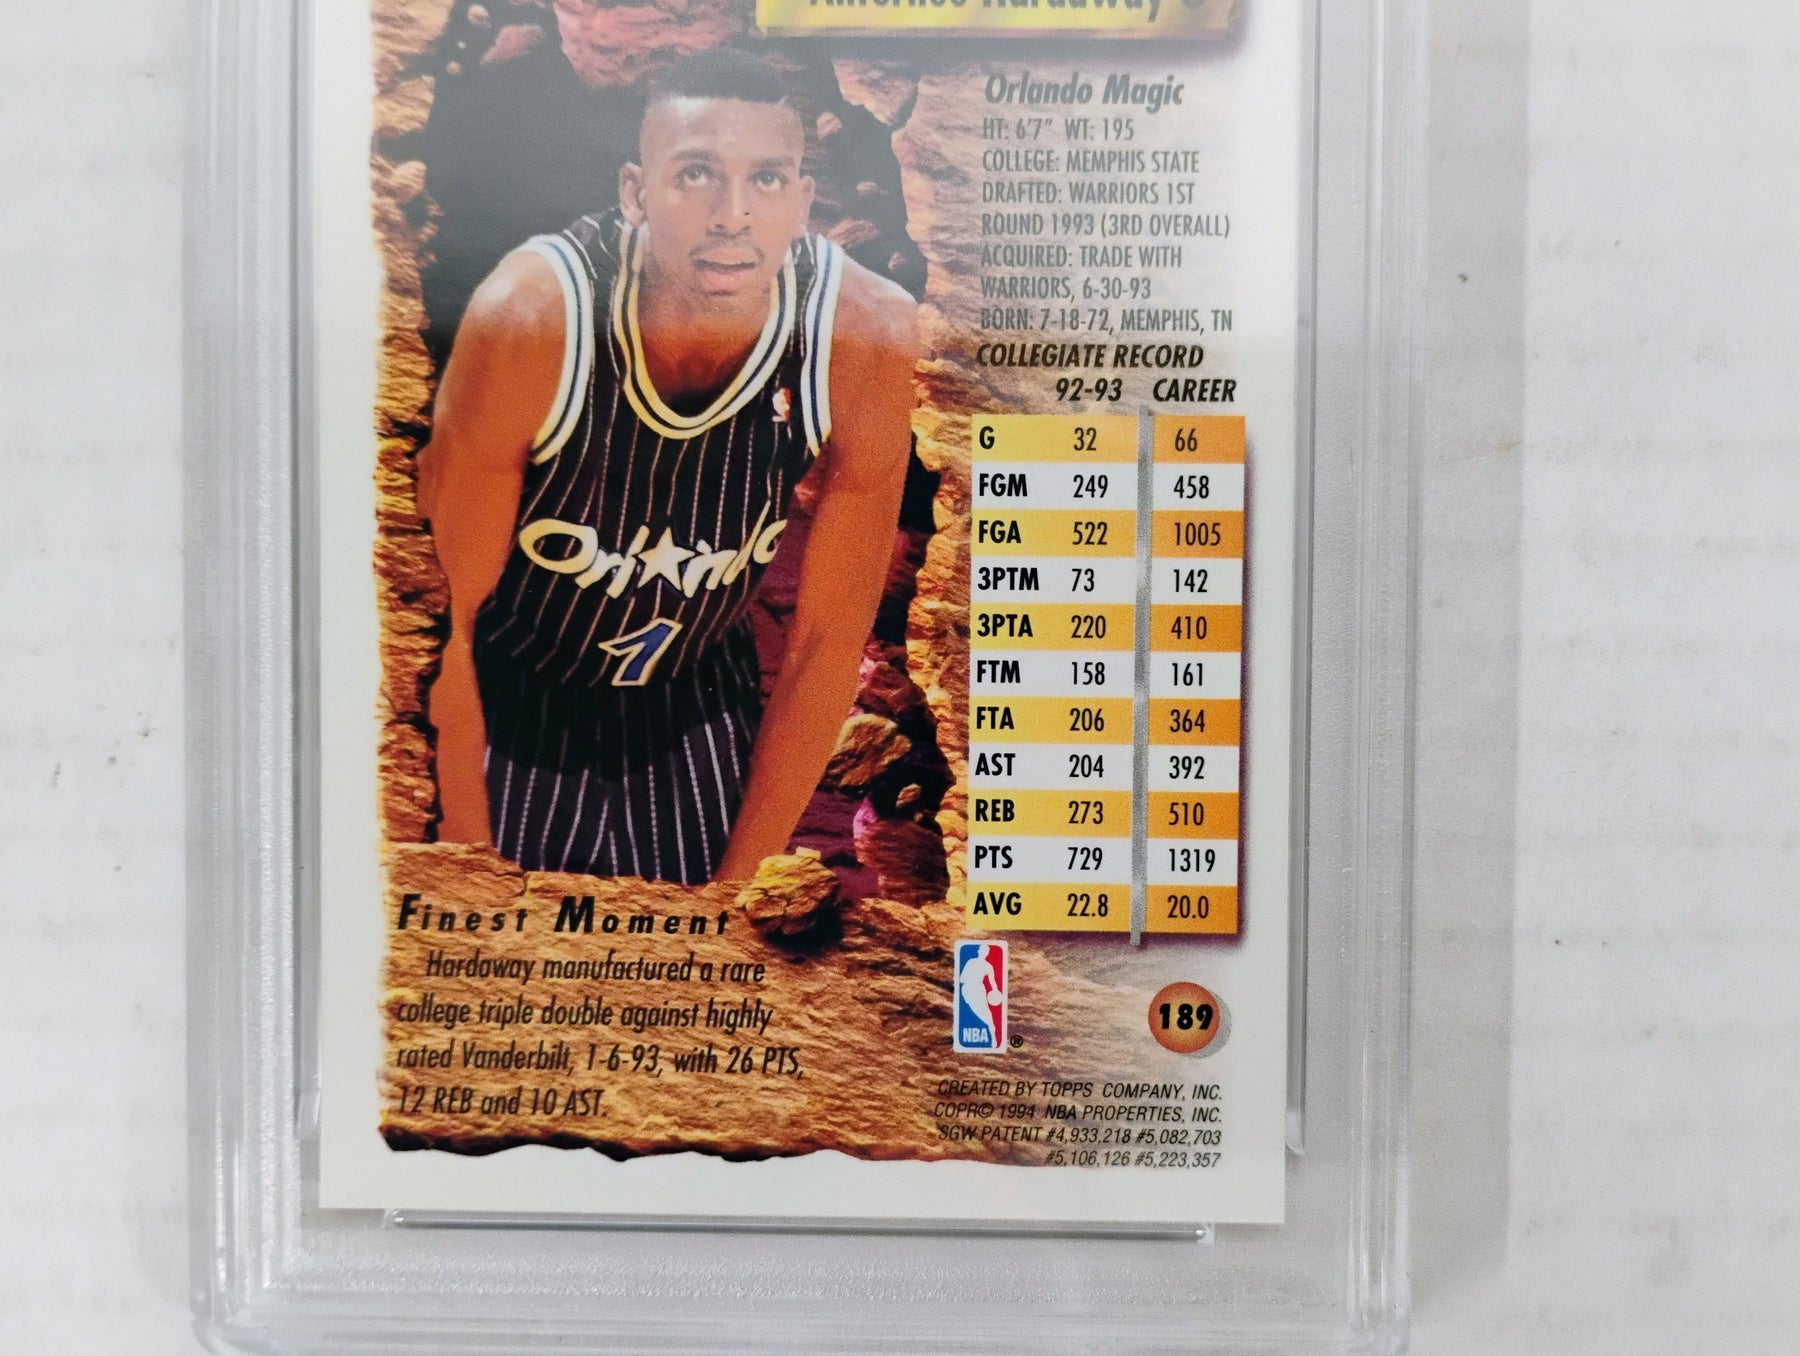 Anfernee Hardaway G
Orlando Magic
HT: 6'7" WT: 195
COLLEGE: MEMPHIS STATE
DRAFTED: WARRIORS 1ST
ROUND 1993 (3RD OVERALL)
ACQUIRED: TRADE WITH
WARRIORS, 6-30-93
BORN: 7-18-72, MEMPHIS, TN
COLLEGIATE RECORD
92-93 CAREER
G 32 66
FGM 249 458
FGA 522 1005
3PTM 73 142
3PTA 220 410
FTM 158 161
FTA 206 364
AST 204 392
REB 273 510
PTS 729 1319
AVG 22.8 20.0
Orlando
1
Finest Moment
Hardaway manufactured a rare
college triple double against highly
rated Vanderbilt, 1-6-93, with 26 PTS,
12 REB and 10 AST.
NBA ®
189
CREATED BY TOPPS COMPANY, INC.
COPR© 1994 NBA PROPERTIES, INC.
SGW PATENT #4,933,218 #5,082,703
#5,106,126 #5,223,357